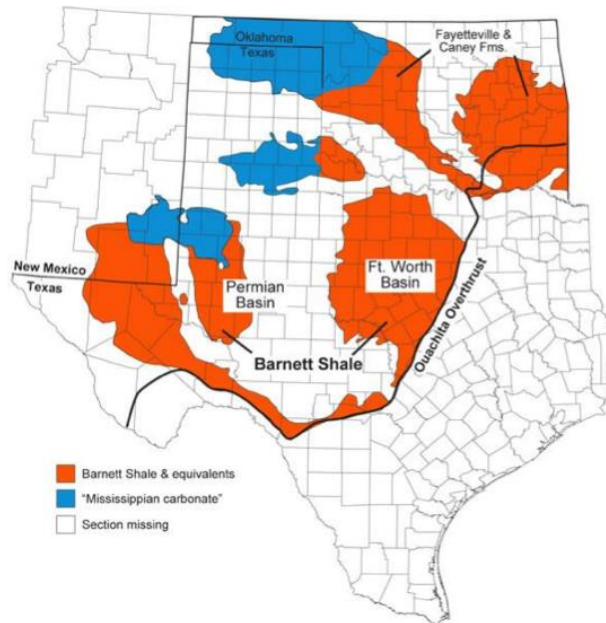 Oklahoma
Texas
Fayetteville &
Caney Fms.
New Mexico
Texas
Permian
Basin
Ft. Worth
Basin
Barnett Shale
Ouachita Overthrust
Barnett Shale & equivalents
"Mississippian carbonate"
Section missing